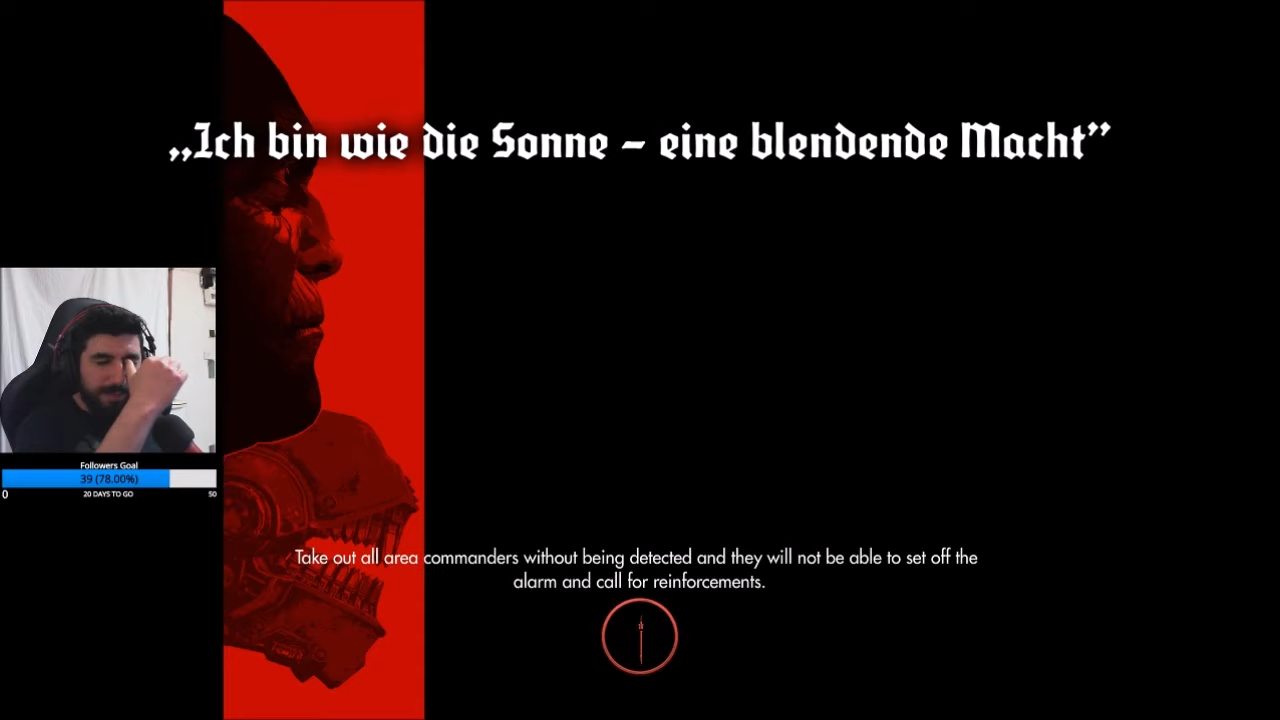 „Ich bin wie die Sonne – eine blendende Macht”
Followers Goal
39 (78.00%)
0 20 DAYS TO GO 50
Take out all area commanders without being detected and they will not be able to set off the
alarm and call for reinforcements.